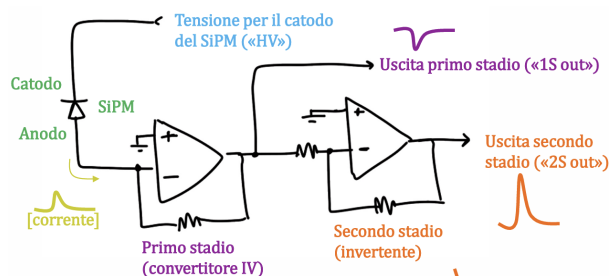 Tensione per il catodo
del SiPM («HV»)
Uscita primo stadio («1S out»)
Catodo
SiPM
Anodo
+
−
+
-
Uscita secondo
stadio («2S out»)
[corrente]
Primo stadio
(convertitore IV)
Secondo stadio
(invertente)